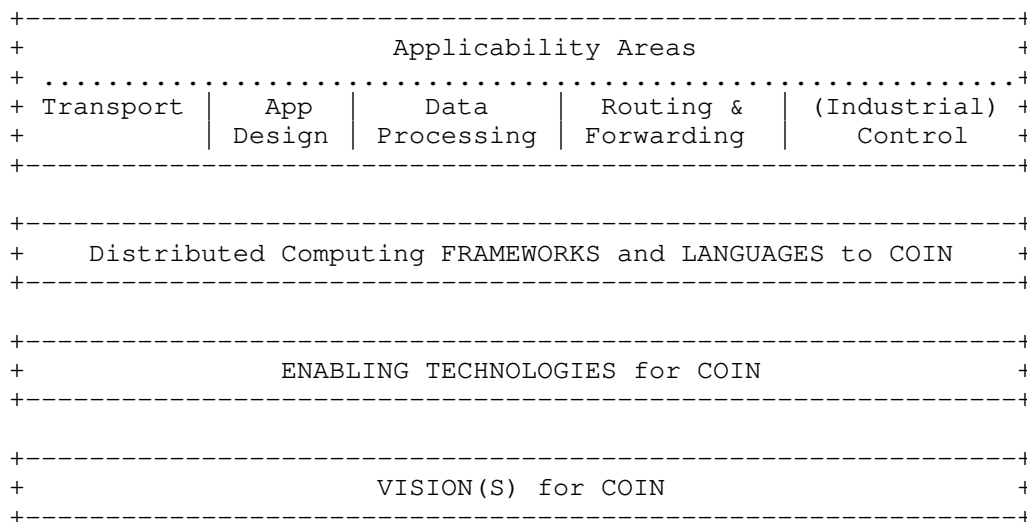 +--------------------------------------------------------------+
+                       Applicability Areas                    +
+ .............................................................+
+ Transport |   App  |    Data    |  Routing &  | (Industrial) +
+           | Design | Processing | Forwarding  |    Control   +
+--------------------------------------------------------------+
+--------------------------------------------------------------+
+    Distributed Computing FRAMEWORKS and LANGUAGES to COIN    +
+--------------------------------------------------------------+
+--------------------------------------------------------------+
+                ENABLING TECHNOLOGIES for COIN                +
+--------------------------------------------------------------+
+--------------------------------------------------------------+
+                      VISION(S) for COIN                      +
+--------------------------------------------------------------+